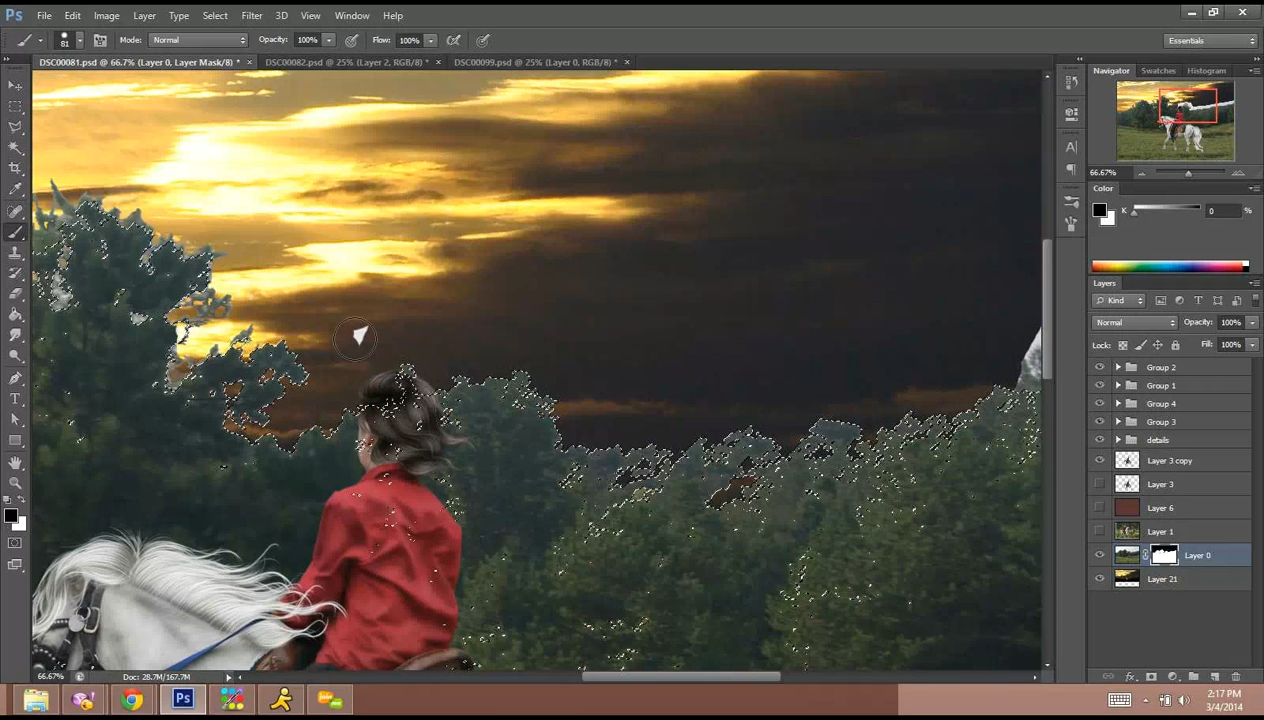 Ps File Edit Image Layer Type Select Filter 3D View Window Help
81 Mode: Normal Opacity: 100% Flow: 100% Essentials
DSC00081.psd @ 66.7% (Layer 0, Layer Mask/8) * × DSC00082.psd @ 25% (Layer 2, RGB/8) * × DSC00099.psd @ 25% (Layer 0, RGB/8) * ×
Navigator Swatches Histogram
66.67%
Color
K 0 %
Layers
Kind
Normal Opacity: 100%
Lock: Fill: 100%
Group 2
Group 1
Group 4
Group 3
details
Layer 3 copy
Layer 3
Layer 6
Layer 1
Layer 0
Layer 21
66.67% Doc: 28.7M/167.7M
Ps
2:17 PM
3/4/2014